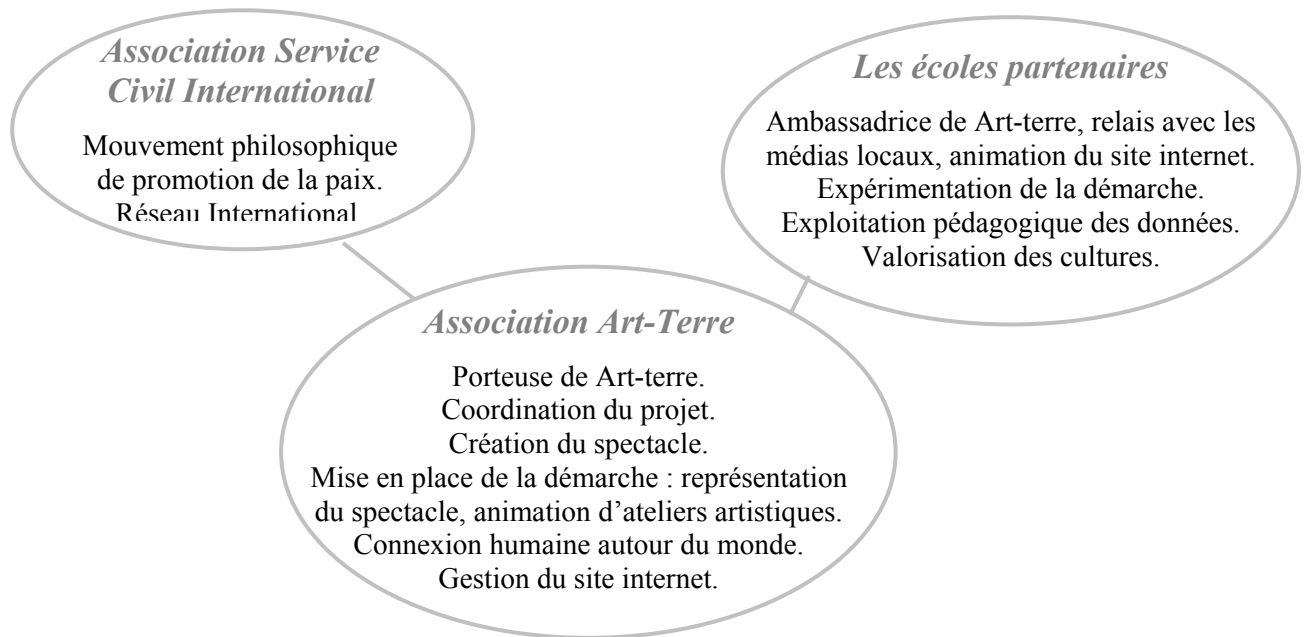 Association Service
Civil International
Mouvement philosophique
de promotion de la paix.
Réseau International
Les écoles partenaires
Ambassadrice de Art-terre, relais avec les
médias locaux, animation du site internet.
Expérimentation de la démarche.
Exploitation pédagogique des données.
Valorisation des cultures.
Association Art-Terre
Porteuse de Art-terre.
Coordination du projet.
Création du spectacle.
Mise en place de la démarche : représentation
du spectacle, animation d’ateliers artistiques.
Connexion humaine autour du monde.
Gestion du site internet.